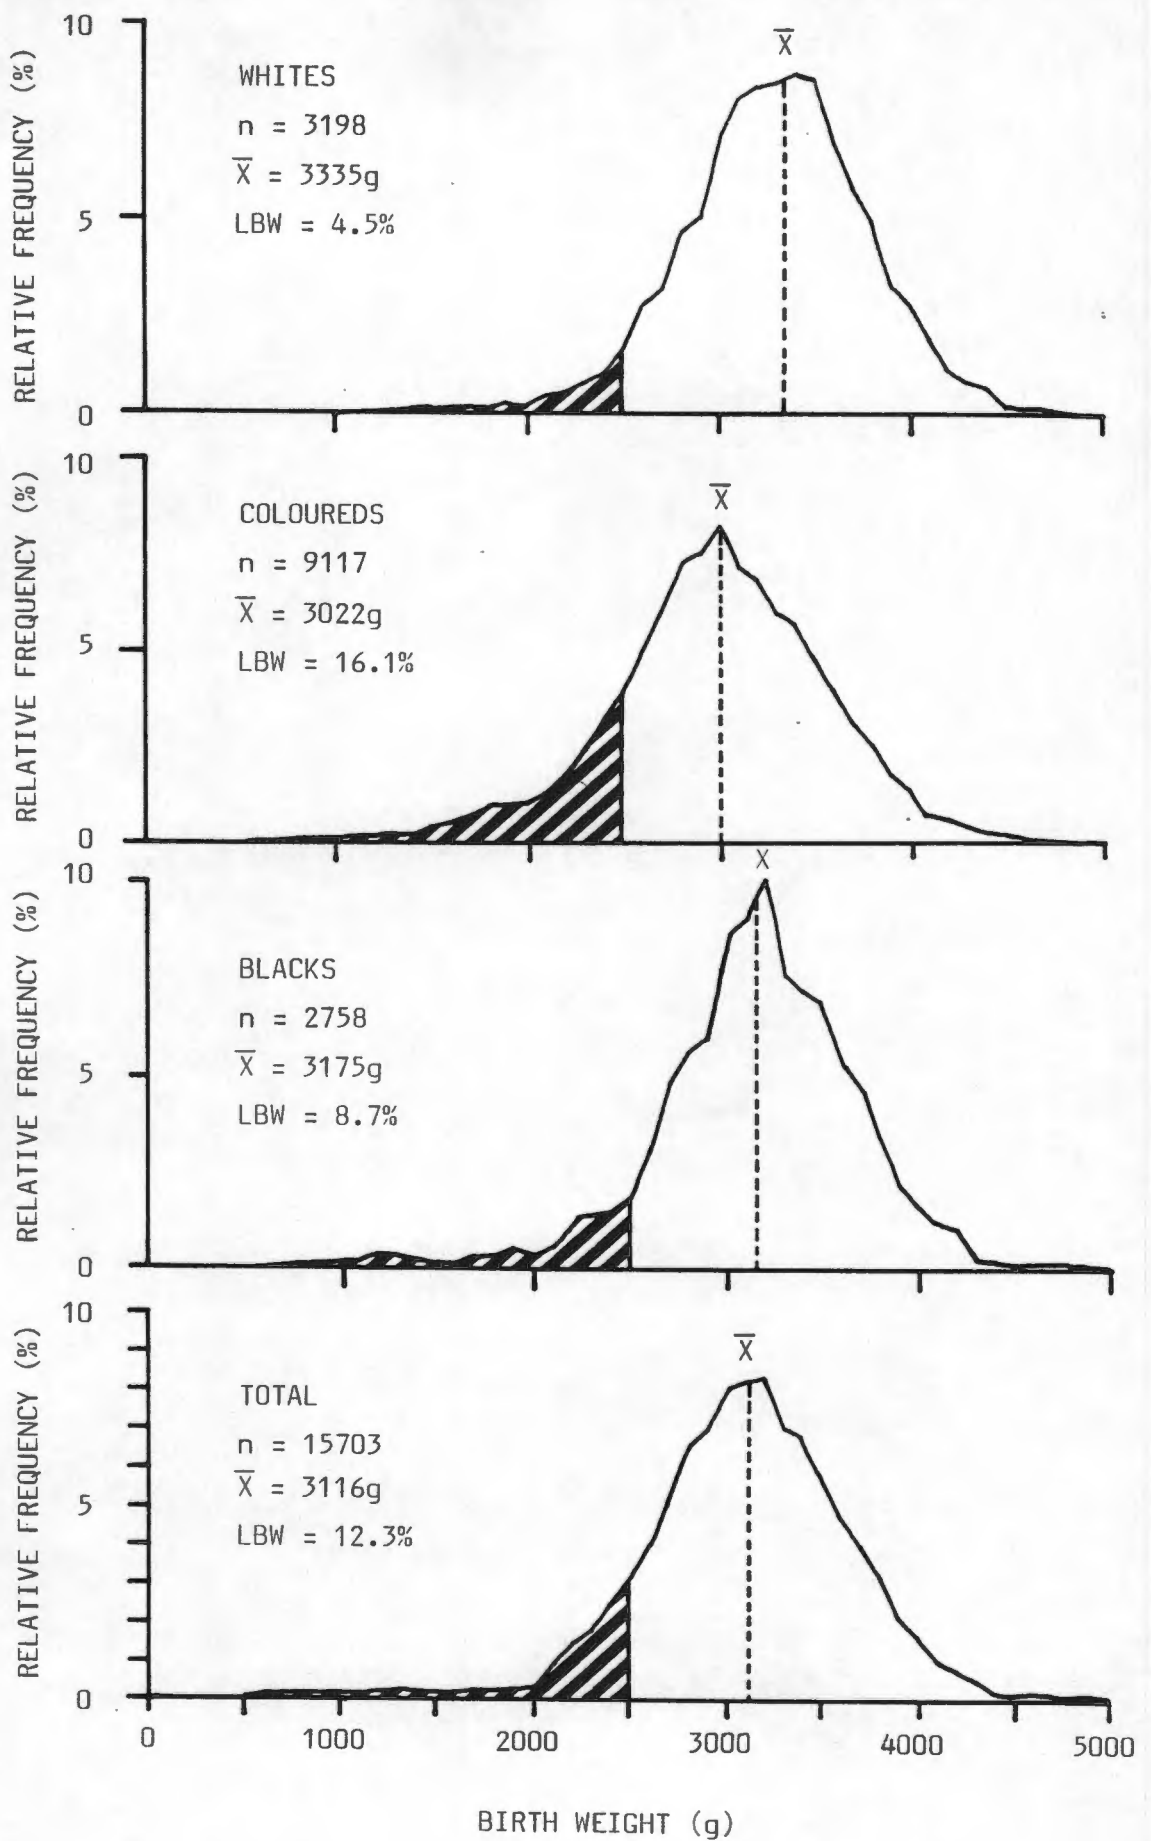 RELATIVE FREQUENCY (%)
10
5
0
WHITES
n = 3198
X̅ = 3335g
LBW = 4.5%
X̅
RELATIVE FREQUENCY (%)
10
5
0
COLOUREDS
n = 9117
X̅ = 3022g
LBW = 16.1%
X̅
RELATIVE FREQUENCY (%)
10
5
0
BLACKS
n = 2758
X̅ = 3175g
LBW = 8.7%
X
RELATIVE FREQUENCY (%)
10
5
0
TOTAL
n = 15703
X̅ = 3116g
LBW = 12.3%
X̅
0 1000 2000 3000 4000 5000
BIRTH WEIGHT (g)